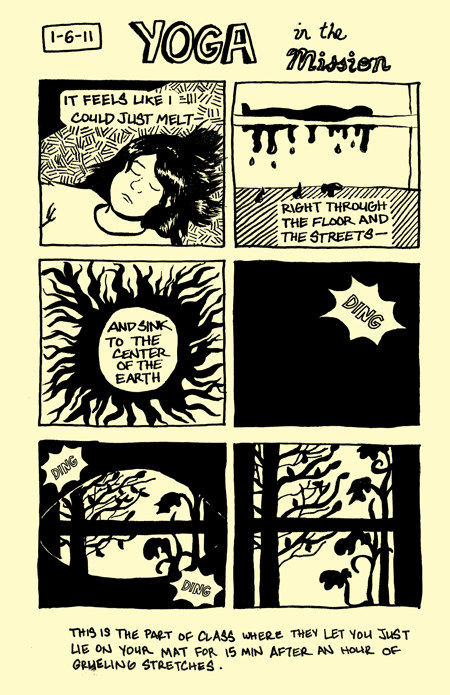 1-6-11
YOGA
in the
Mission
IT FEELS LIKE I
COULD JUST MELT—
RIGHT THROUGH
THE FLOOR AND
THE STREETS—
AND SINK
TO THE
CENTER
OF THE
EARTH
DING
DING
DING
THIS IS THE PART OF CLASS WHERE THEY LET YOU JUST
LIE ON YOUR MAT FOR 15 MIN AFTER AN HOUR OF
GRUELING STRETCHES.